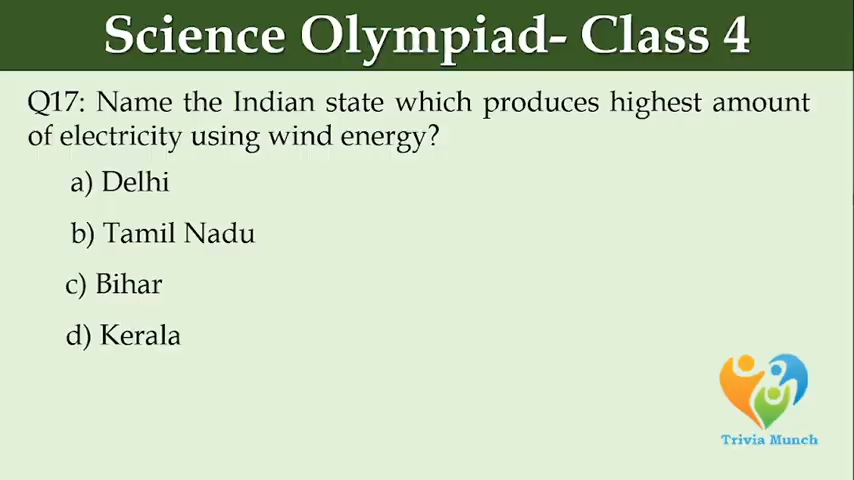 Science Olympiad- Class 4
Q17: Name the Indian state which produces highest amount
of electricity using wind energy?
a) Delhi
b) Tamil Nadu
c) Bihar
d) Kerala
Trivia Munch